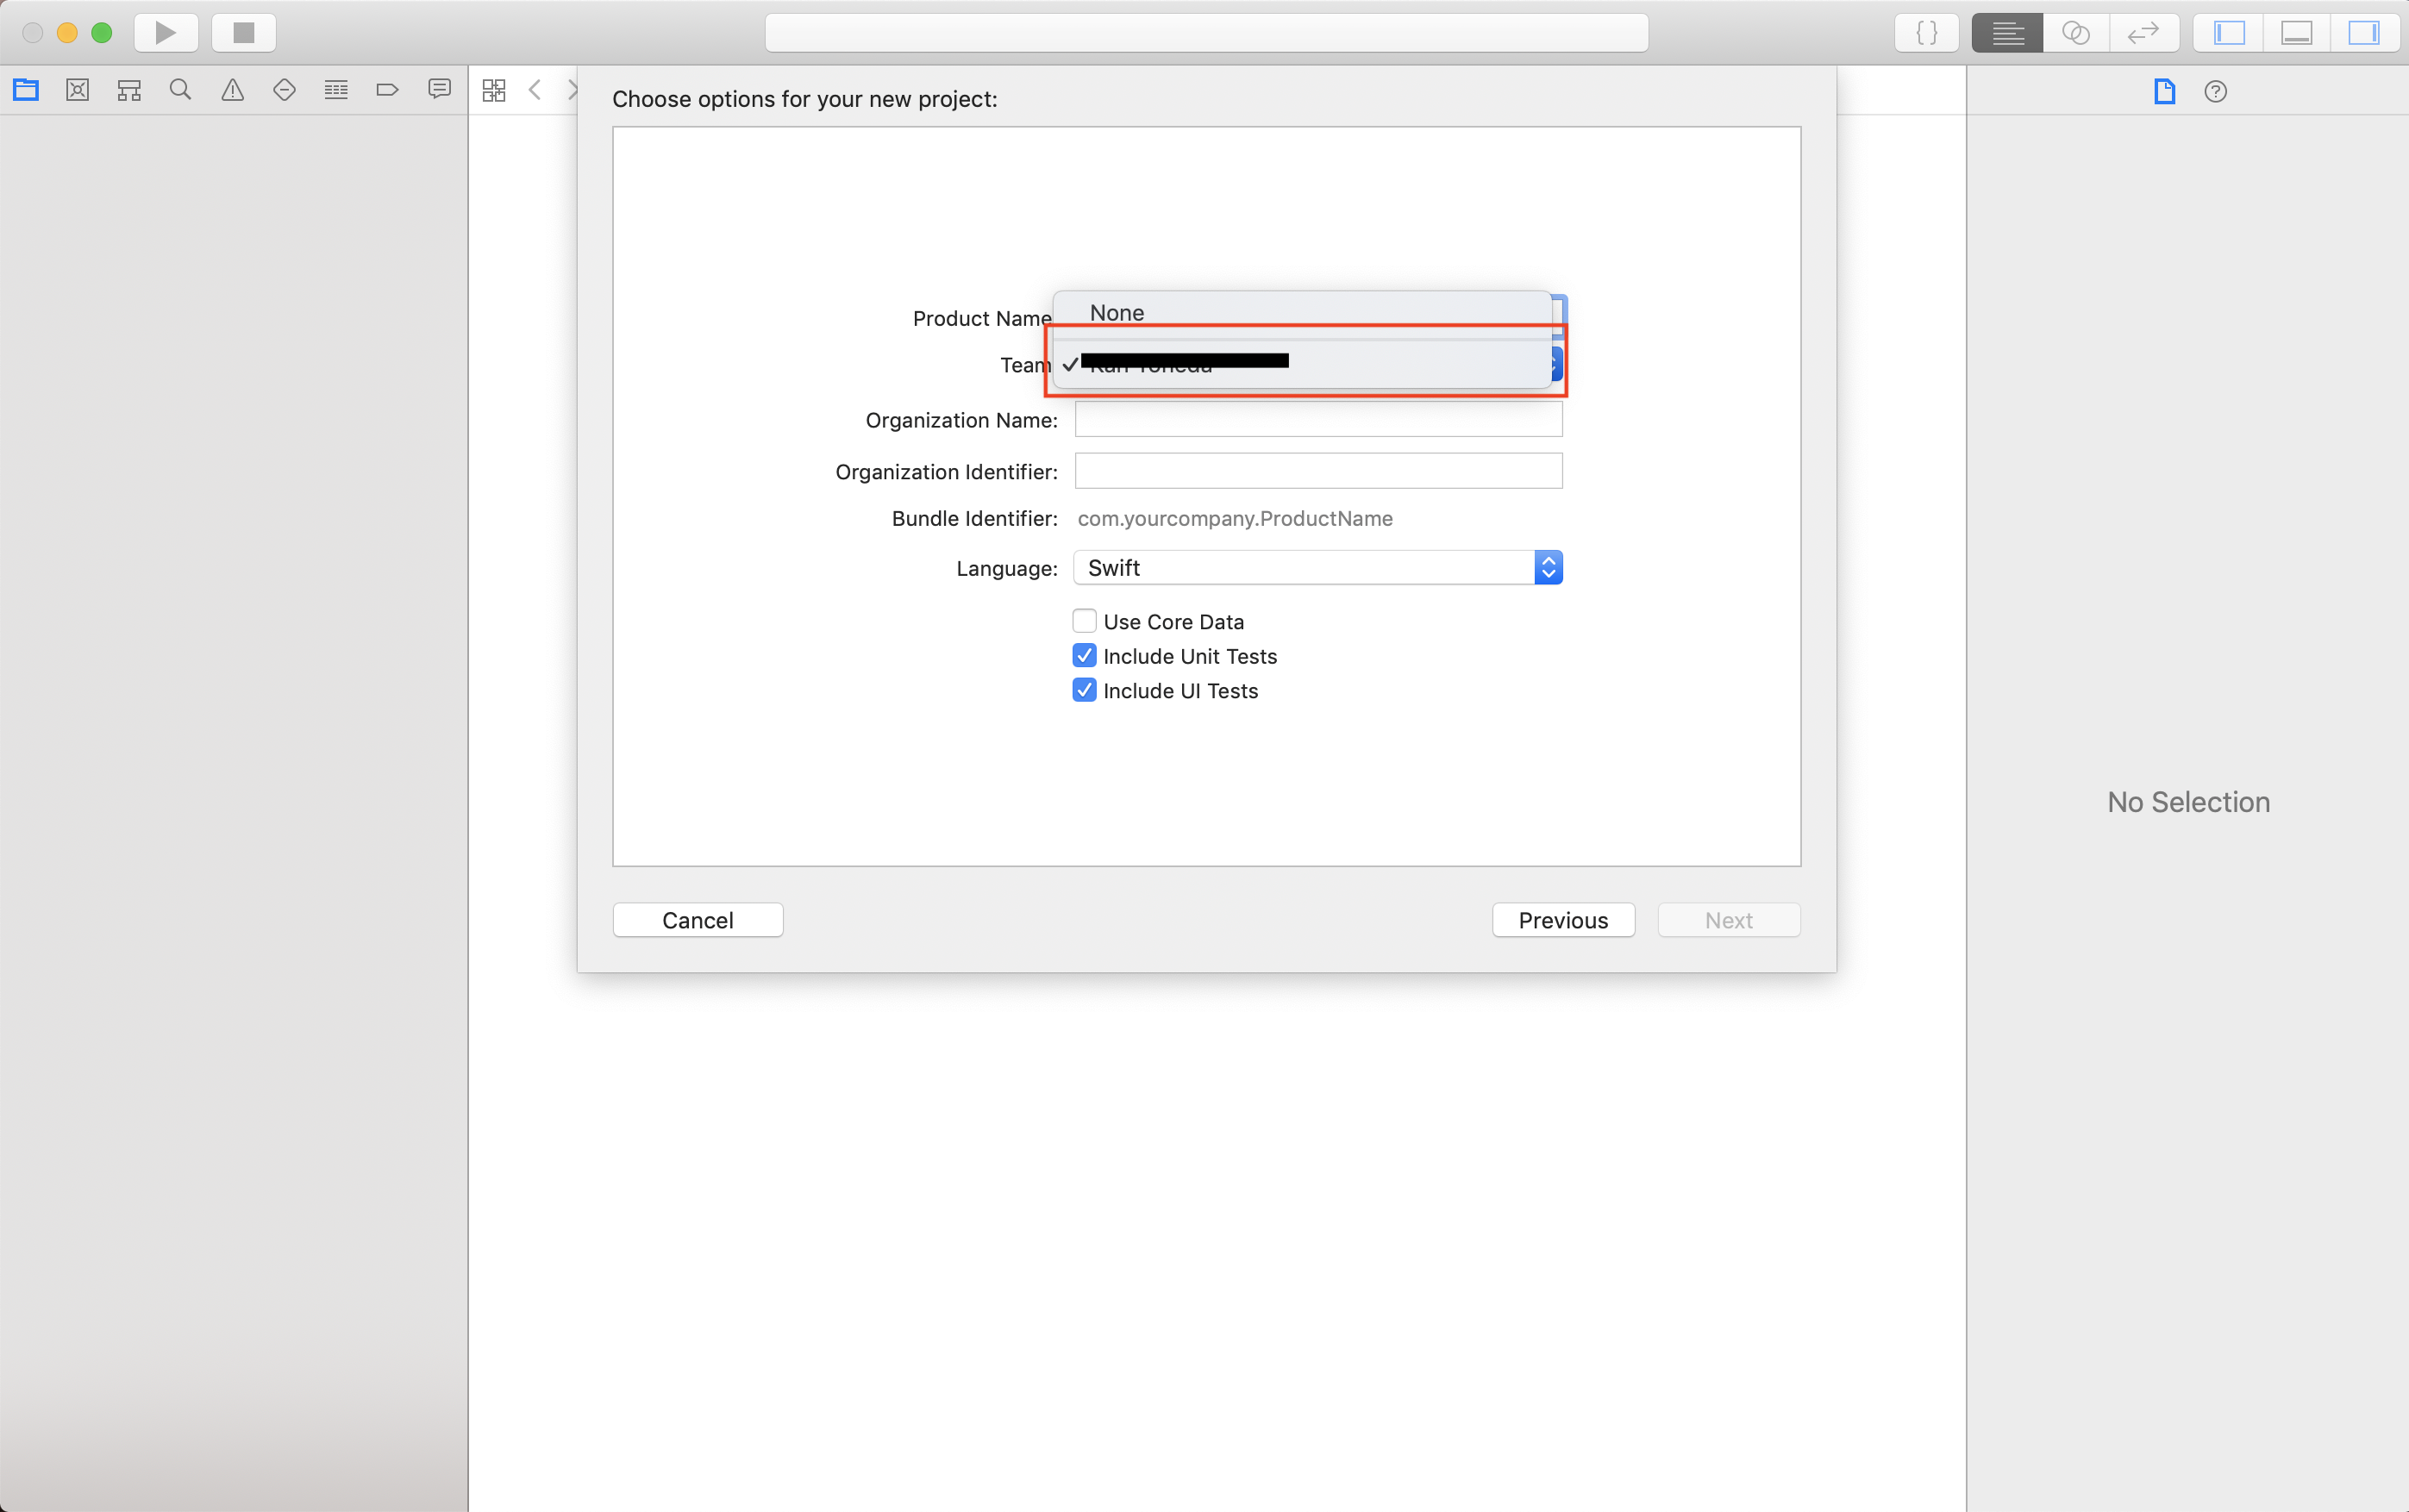 Choose options for your new project:
Product Name
None
Team
Organization Name:
Organization Identifier:
Bundle Identifier: com.yourcompany.ProductName
Language: Swift
Use Core Data
Include Unit Tests
Include UI Tests
No Selection
Cancel
Previous
Next